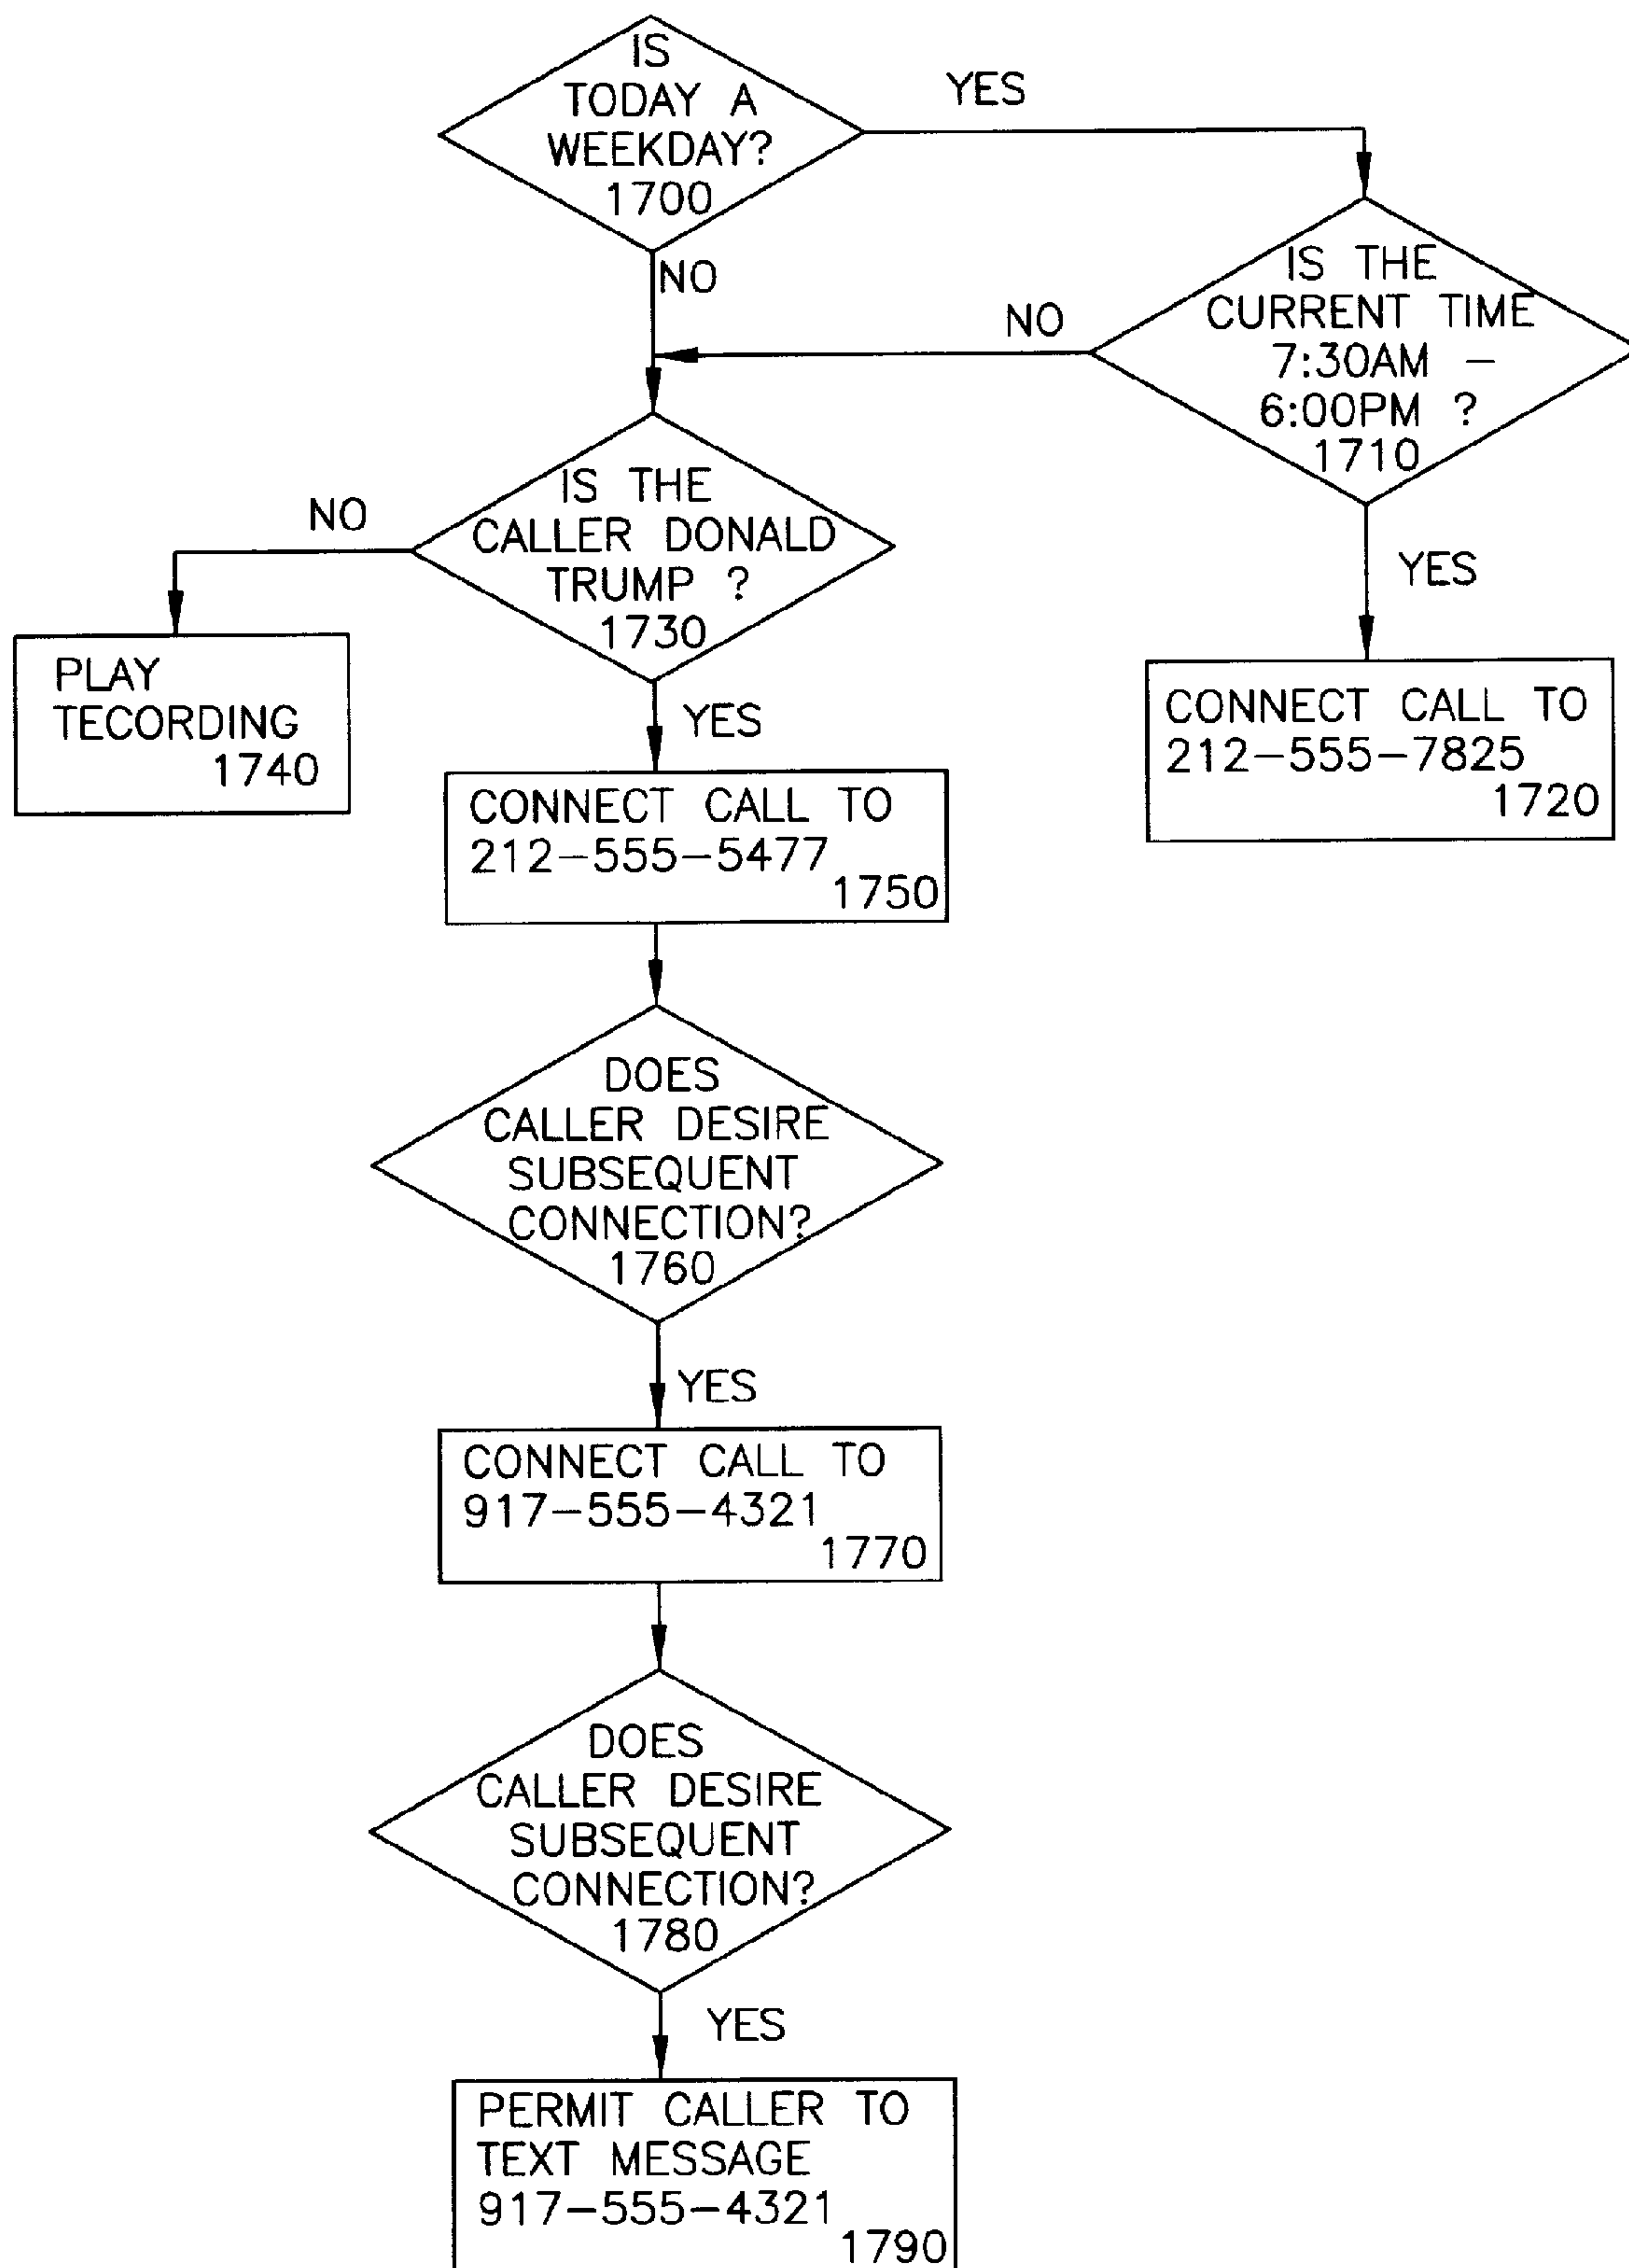 IS
TODAY A
WEEKDAY?
1700
YES
NO
IS THE
CURRENT TIME
7:30AM –
6:00PM ?
1710
NO
YES
CONNECT CALL TO
212–555–7825
1720
IS THE
CALLER DONALD
TRUMP ?
1730
NO
PLAY
TECORDING
1740
YES
CONNECT CALL TO
212–555–5477
1750
DOES
CALLER DESIRE
SUBSEQUENT
CONNECTION?
1760
YES
CONNECT CALL TO
917–555–4321
1770
DOES
CALLER DESIRE
SUBSEQUENT
CONNECTION?
1780
YES
PERMIT CALLER TO
TEXT MESSAGE
917–555–4321
1790